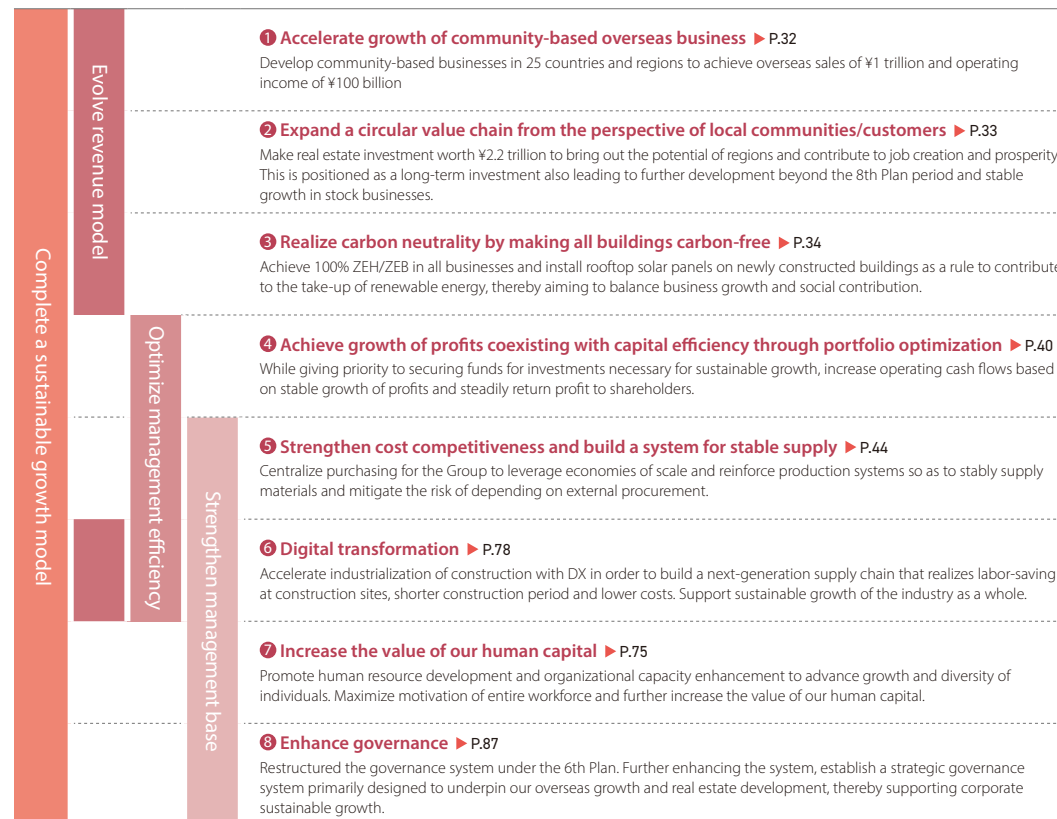 Complete a sustainable growth model
Evolve revenue model
Optimize management efficiency
Strengthen management base
❶ Accelerate growth of community-based overseas business ▶ P.32
Develop community-based businesses in 25 countries and regions to achieve overseas sales of ¥1 trillion and operating
income of ¥100 billion
❷ Expand a circular value chain from the perspective of local communities/customers ▶ P.33
Make real estate investment worth ¥2.2 trillion to bring out the potential of regions and contribute to job creation and prosperity
This is positioned as a long-term investment also leading to further development beyond the 8th Plan period and stable
growth in stock businesses.
❸ Realize carbon neutrality by making all buildings carbon-free ▶ P.34
Achieve 100% ZEH/ZEB in all businesses and install rooftop solar panels on newly constructed buildings as a rule to contribute
to the take-up of renewable energy, thereby aiming to balance business growth and social contribution.
❹ Achieve growth of profits coexisting with capital efficiency through portfolio optimization ▶ P.40
While giving priority to securing funds for investments necessary for sustainable growth, increase operating cash flows based
on stable growth of profits and steadily return profit to shareholders.
❺ Strengthen cost competitiveness and build a system for stable supply ▶ P.44
Centralize purchasing for the Group to leverage economies of scale and reinforce production systems so as to stably supply
materials and mitigate the risk of depending on external procurement.
❻ Digital transformation ▶ P.78
Accelerate industrialization of construction with DX in order to build a next-generation supply chain that realizes labor-saving
at construction sites, shorter construction period and lower costs. Support sustainable growth of the industry as a whole.
❼ Increase the value of our human capital ▶ P.75
Promote human resource development and organizational capacity enhancement to advance growth and diversity of
individuals. Maximize motivation of entire workforce and further increase the value of our human capital.
❽ Enhance governance ▶ P.87
Restructured the governance system under the 6th Plan. Further enhancing the system, establish a strategic governance
system primarily designed to underpin our overseas growth and real estate development, thereby supporting corporate
sustainable growth.